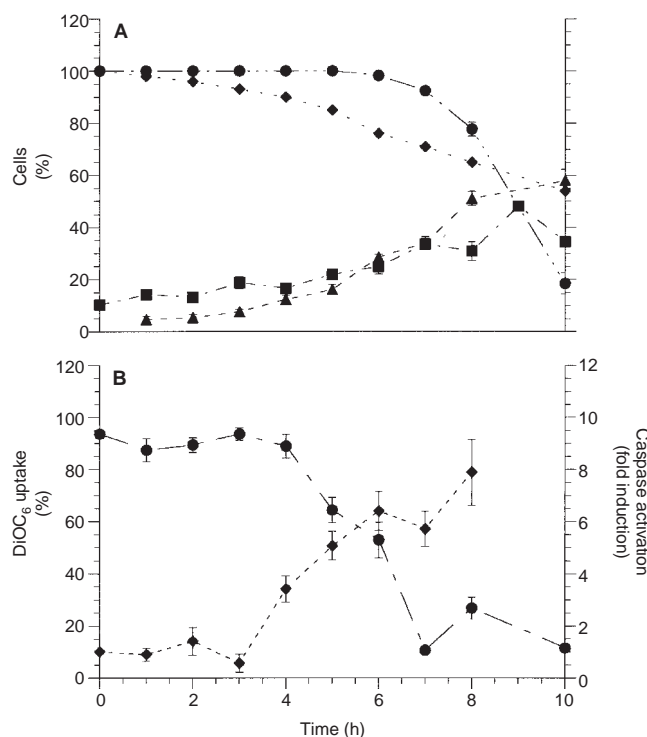 A
120
100
80
60
40
20
0
Cells
(%)
B
120
100
80
60
40
20
0
DiOC6 uptake
(%)
12
10
8
6
4
2
0
Caspase activation
(fold induction)
0 2 4 6 8 10
Time (h)